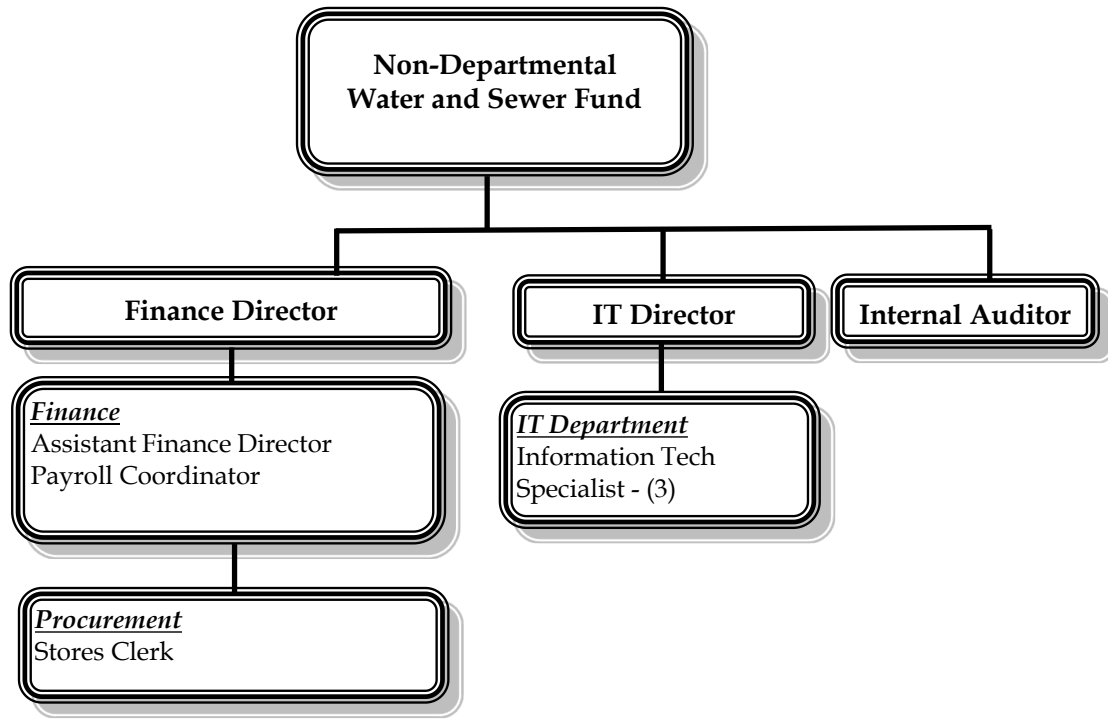 Non-Departmental
Water and Sewer Fund
Finance Director
IT Director
Internal Auditor
Finance
Assistant Finance Director
Payroll Coordinator
IT Department
Information Tech
Specialist - (3)
Procurement
Stores Clerk